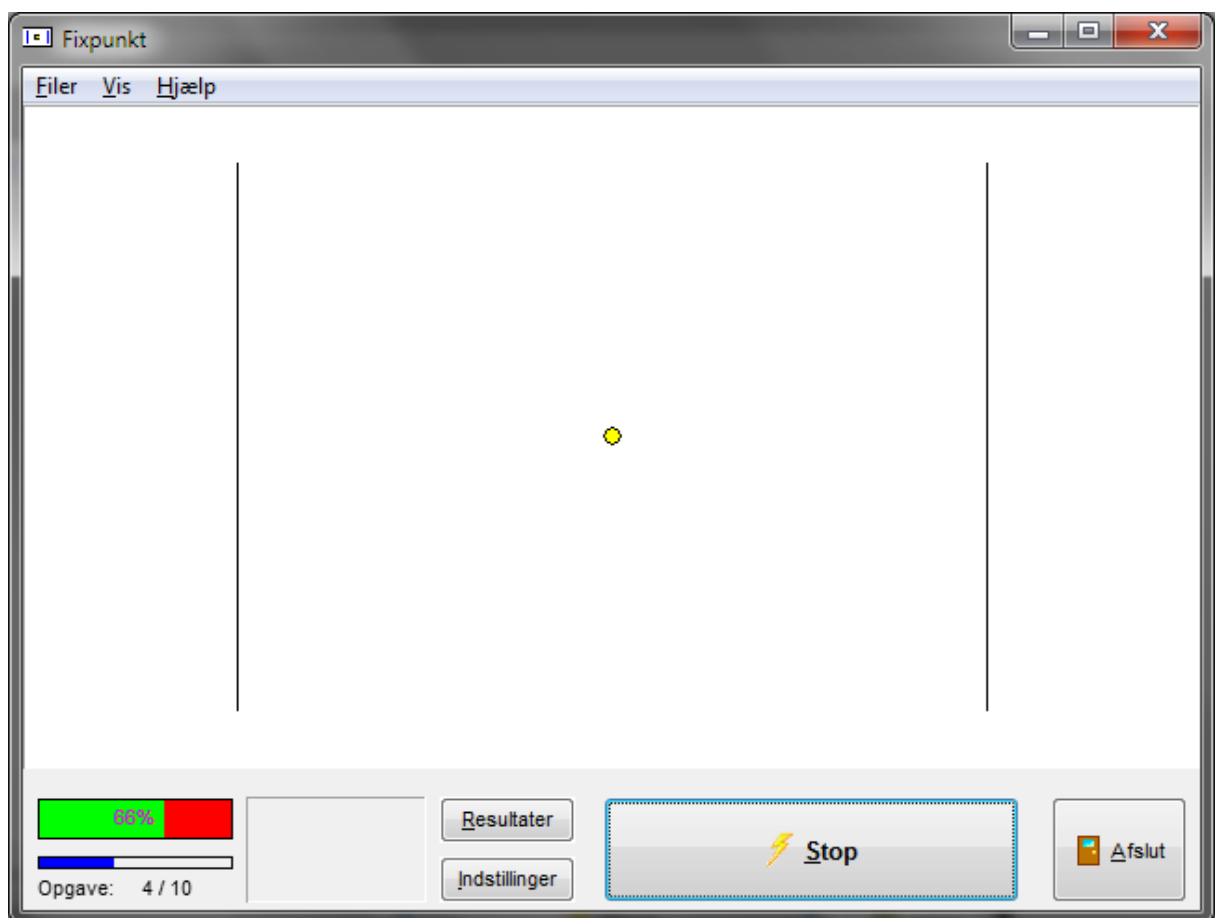 Fixpunkt
Filer Vis Hjælp
66%
Opgave: 4 / 10
Resultater
Indstillinger
Stop
Afslut